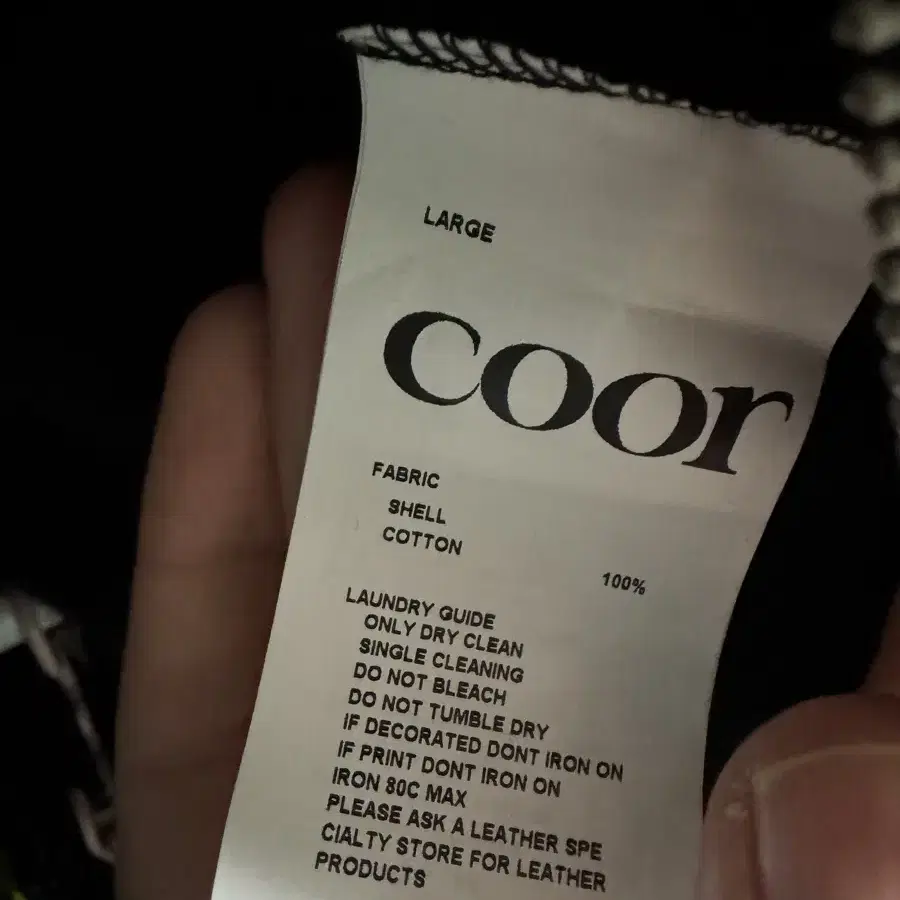 LARGE
coor
FABRIC
SHELL
COTTON
100%
LAUNDRY GUIDE
ONLY DRY CLEAN
SINGLE CLEANING
DO NOT BLEACH
DO NOT TUMBLE DRY
IF DECORATED DONT IRON ON
IF PRINT DONT IRON ON
IRON 80C MAX
PLEASE ASK A LEATHER SPE
CIALTY STORE FOR LEATHER
PRODUCTS